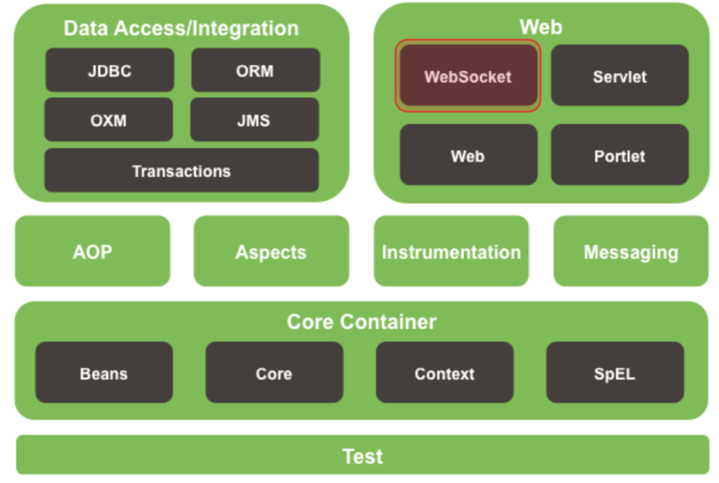 Data Access/Integration
JDBC
ORM
OXM
JMS
Transactions
Web
WebSocket
Servlet
Web
Portlet
AOP
Aspects
Instrumentation
Messaging
Core Container
Beans
Core
Context
SpEL
Test